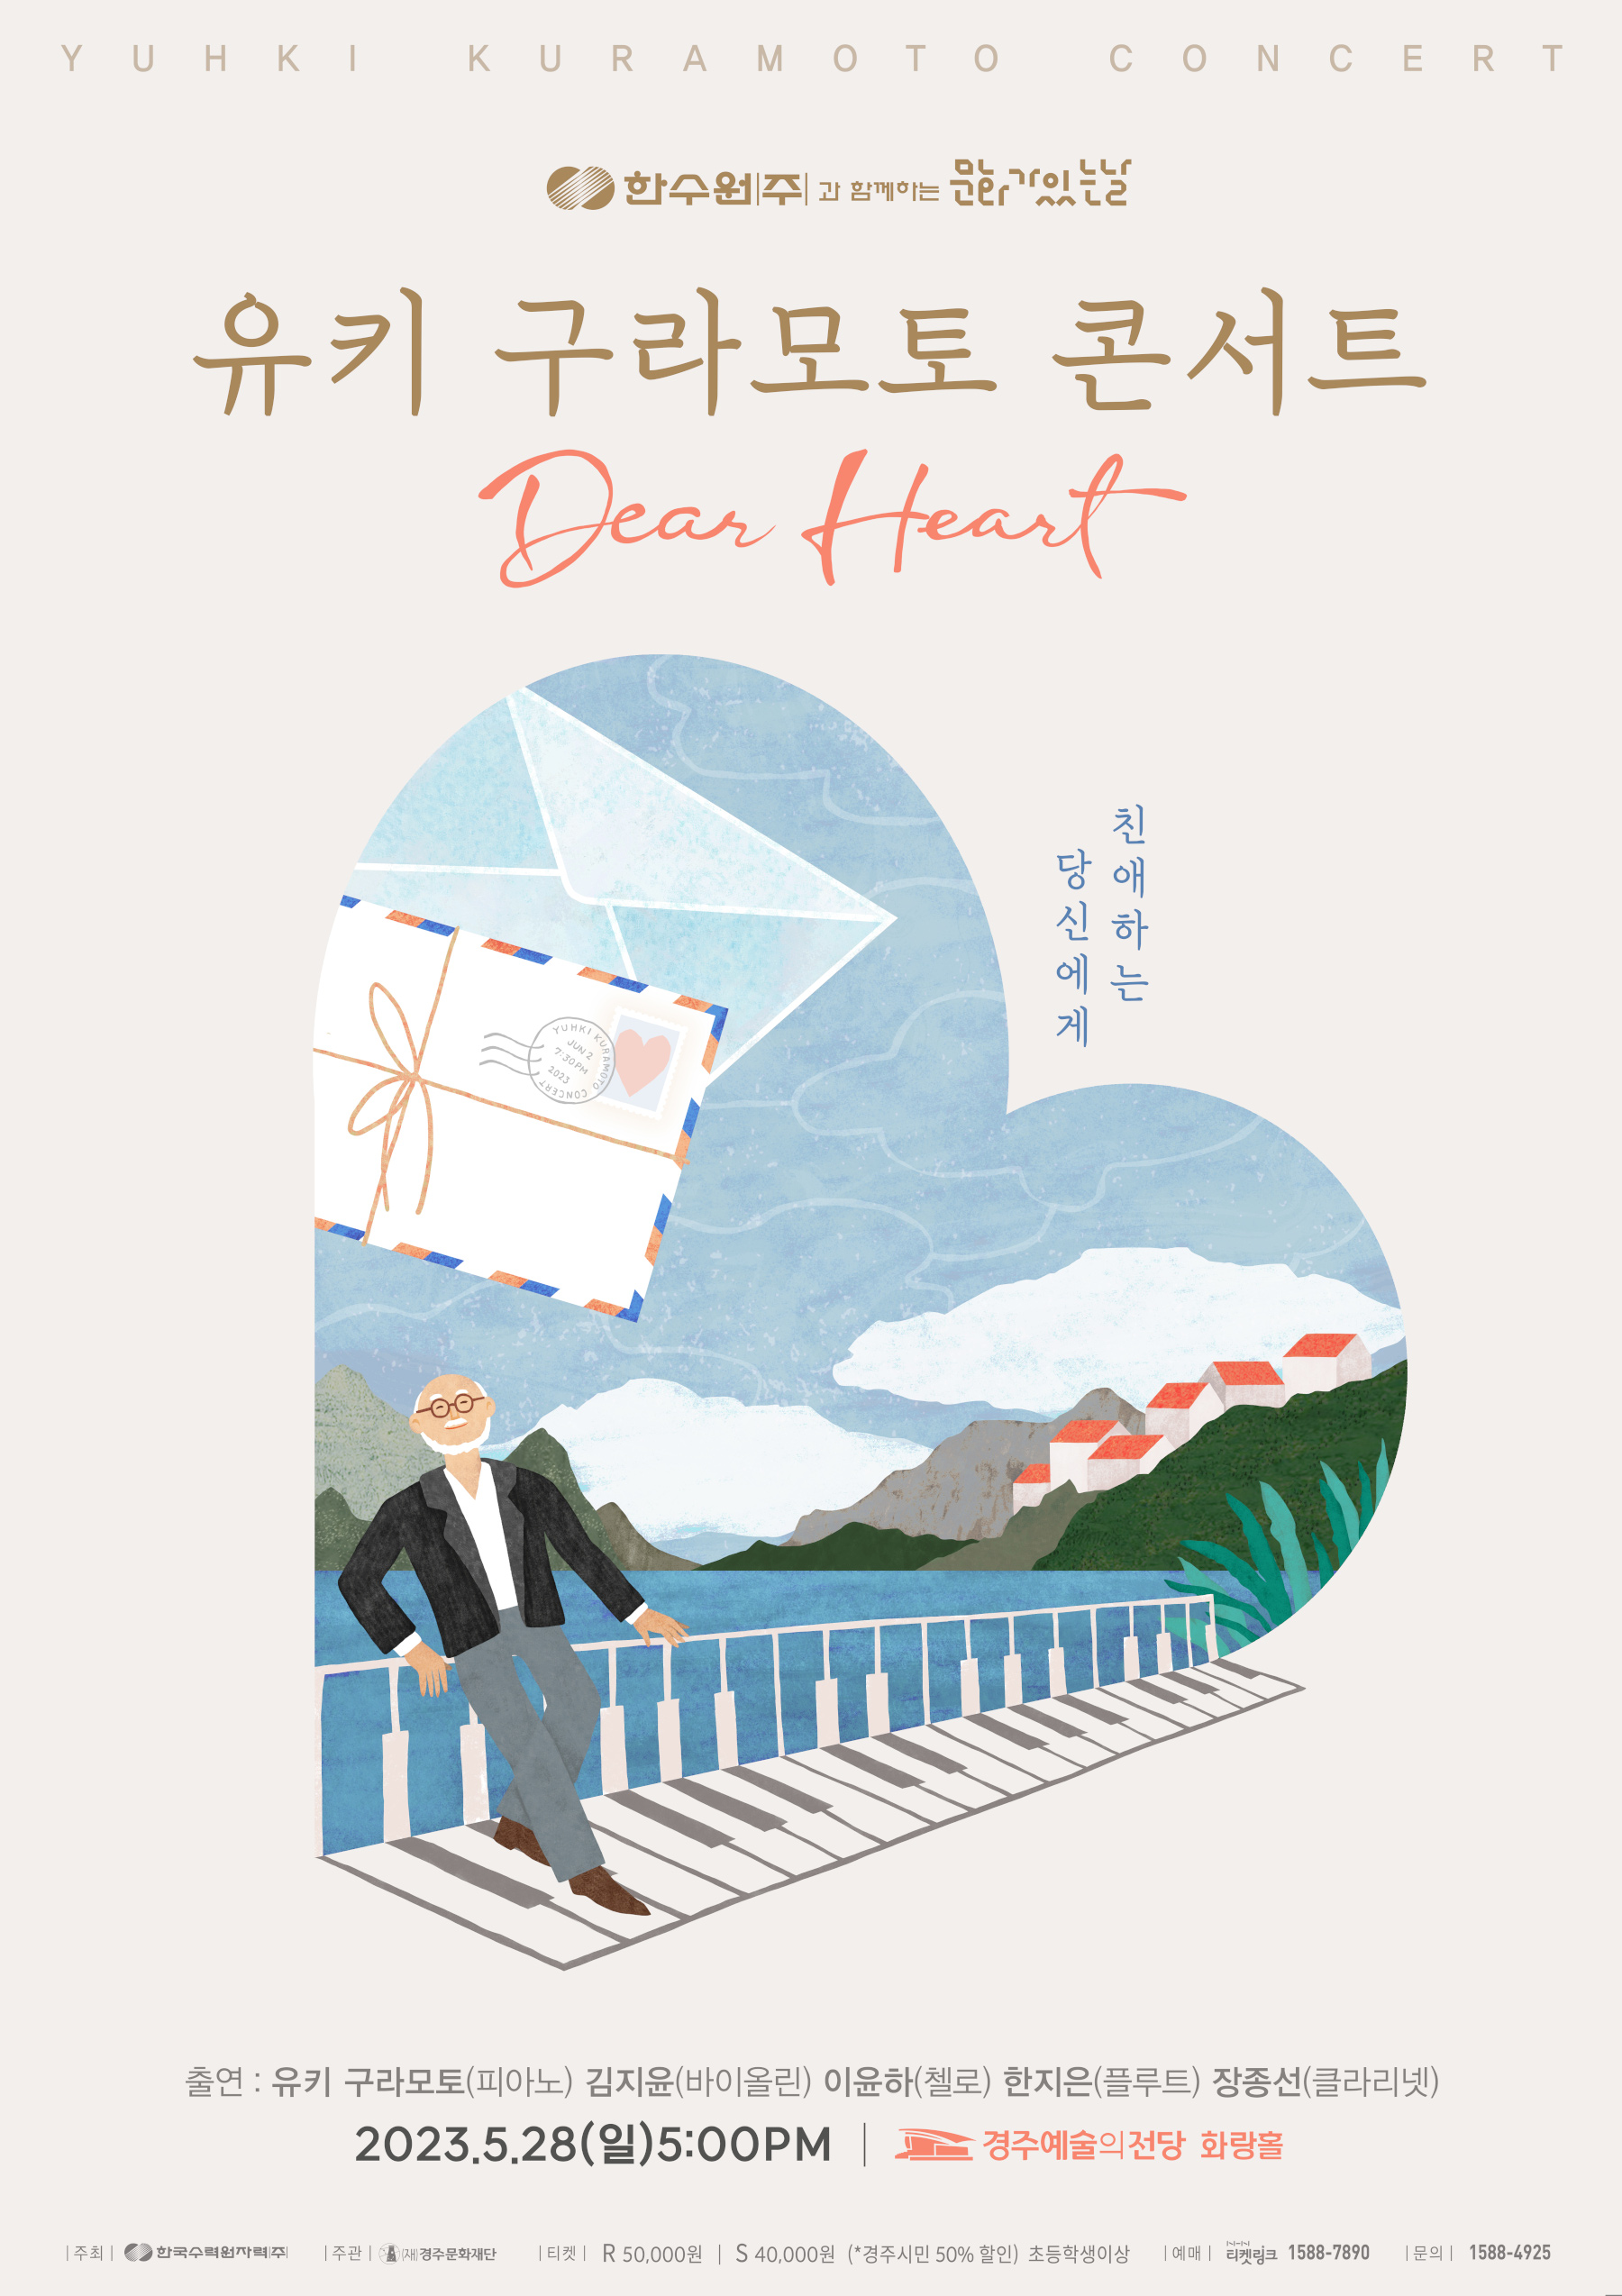 YUHKI KURAMOTO CONCERT
한수원(주) 과 함께하는 문화가있는날
유키 구라모토 콘서트
Dear Heart
친애하는
당신에게
YUHKI KURAMOTO CONCERT
JUN 2
7:30PM
2023
출연 : 유키 구라모토(피아노) 김지윤(바이올린) 이윤하(첼로) 한지은(플루트) 장종선(클라리넷)
2023.5.28(일)5:00PM | 경주예술의전당 화랑홀
|주최| 한국수력원자력(주) |주관| (재)경주문화재단 |티켓| R 50,000원 | S 40,000원 (*경주시민 50% 할인) 초등학생이상 |예매| 티켓링크 1588-7890 |문의| 1588-4925